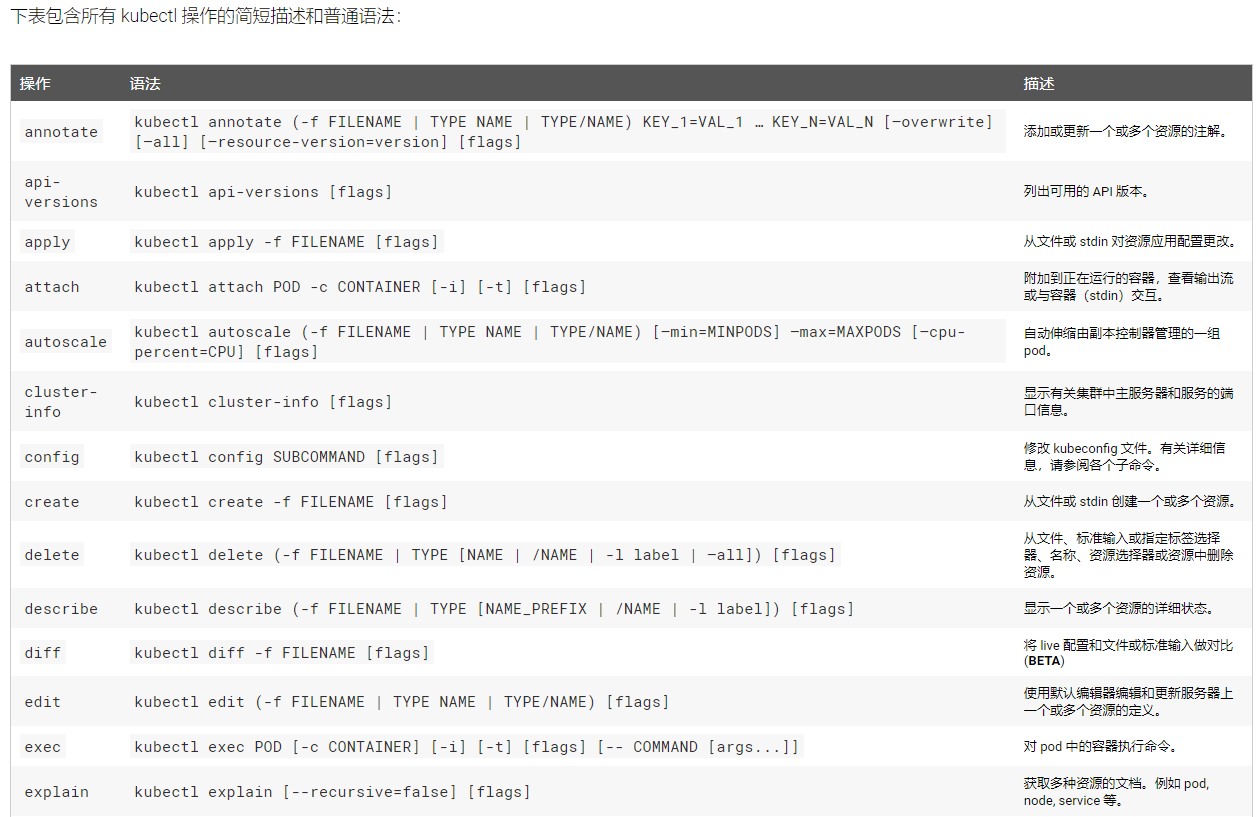 下表包含所有 kubectl 操作的简短描述和普通语法：
操作 语法 描述
annotate
kubectl annotate (-f FILENAME | TYPE NAME | TYPE/NAME) KEY_1=VAL_1 … KEY_N=VAL_N [–overwrite]
[–all] [–resource-version=version] [flags]
添加或更新一个或多个资源的注解。
api-
versions
kubectl api-versions [flags]
列出可用的 API 版本。
apply
kubectl apply -f FILENAME [flags]
从文件或 stdin 对资源应用配置更改。
attach
kubectl attach POD -c CONTAINER [-i] [-t] [flags]
附加到正在运行的容器，查看输出流
或与容器（stdin）交互。
autoscale
kubectl autoscale (-f FILENAME | TYPE NAME | TYPE/NAME) [–min=MINPODS] –max=MAXPODS [–cpu-
percent=CPU] [flags]
自动伸缩由副本控制器管理的一组
pod。
cluster-
info
kubectl cluster-info [flags]
显示有关集群中主服务器和服务的端
口信息。
config
kubectl config SUBCOMMAND [flags]
修改 kubeconfig 文件。有关详细信
息，请参阅各个子命令。
create
kubectl create -f FILENAME [flags]
从文件或 stdin 创建一个或多个资源。
delete
kubectl delete (-f FILENAME | TYPE [NAME | /NAME | -l label | –all]) [flags]
从文件、标准输入或指定标签选择
器、名称、资源选择器或资源中删除
资源。
describe
kubectl describe (-f FILENAME | TYPE [NAME_PREFIX | /NAME | -l label]) [flags]
显示一个或多个资源的详细状态。
diff
kubectl diff -f FILENAME [flags]
将 live 配置和文件或标准输入做对比
(BETA)
edit
kubectl edit (-f FILENAME | TYPE NAME | TYPE/NAME) [flags]
使用默认编辑器编辑和更新服务器上
一个或多个资源的定义。
exec
kubectl exec POD [-c CONTAINER] [-i] [-t] [flags] [-- COMMAND [args...]]
对 pod 中的容器执行命令。
explain
kubectl explain [--recursive=false] [flags]
获取多种资源的文档。例如 pod,
node, service 等。